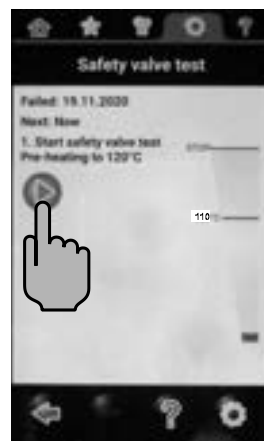 Safety valve test
Failed: 19.11.2020
Next: Now
1. Start safety valve test
Pre-heating to 120°C
110
?
?